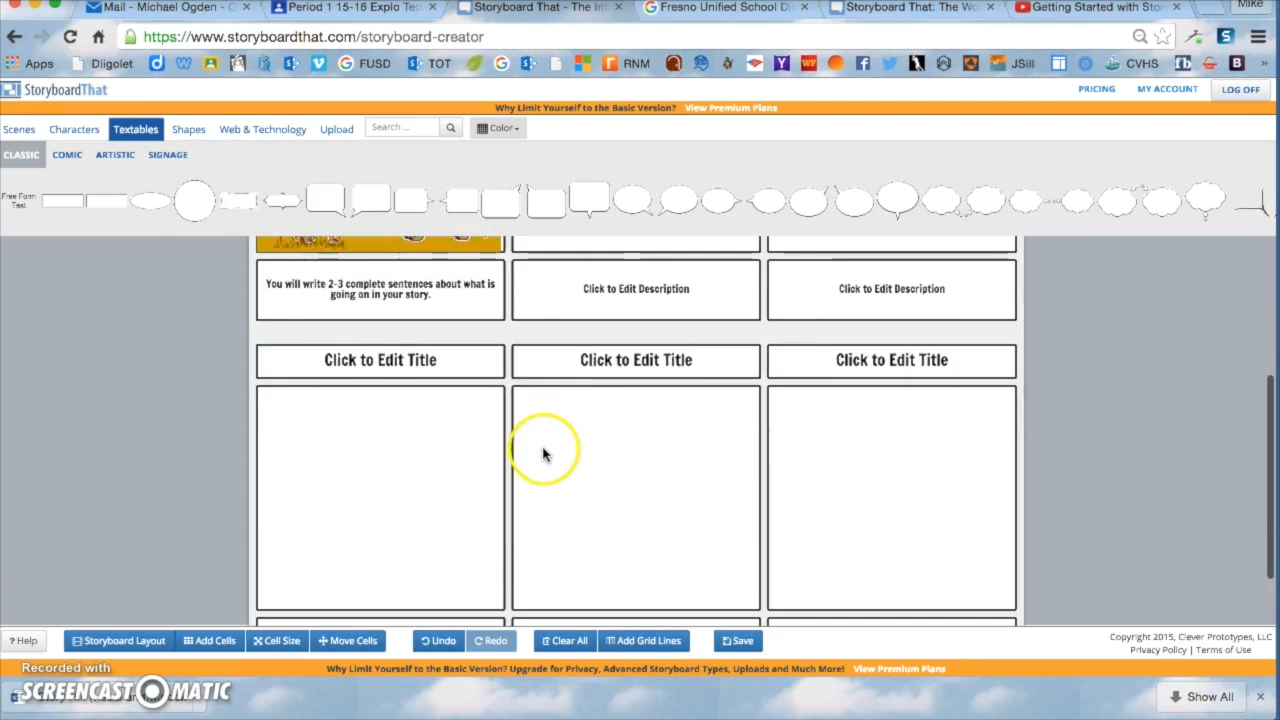 Mail - Michael Ogden - O
Period 1 15-16 Explo Tec
Storyboard That - The Int
Fresno Unified School Di
Storyboard That: The Wo
Getting Started with Stor
Mike
https://www.storyboardthat.com/storyboard-creator
Apps
Diigolet
FUSD
TOT
RNM
JSill
CVHS
StoryboardThat
PRICING
MY ACCOUNT
LOG OFF
Why Limit Yourself to the Basic Version? View Premium Plans
Scenes
Characters
Textables
Shapes
Web & Technology
Upload
Search ...
Color
CLASSIC
COMIC
ARTISTIC
SIGNAGE
Free Form
Text
You will write 2-3 complete sentences about what is
going on in your story.
Click to Edit Description
Click to Edit Description
Click to Edit Title
Click to Edit Title
Click to Edit Title
? Help
Storyboard Layout
Add Cells
Cell Size
Move Cells
Undo
Redo
Clear All
Add Grid Lines
Save
Copyright 2015, Clever Prototypes, LLC
Privacy Policy | Terms of Use
Why Limit Yourself to the Basic Version? Upgrade for Privacy, Advanced Storyboard Types, Uploads and Much More! View Premium Plans
Recorded with
SCREENCAST-O-MATIC
Show All